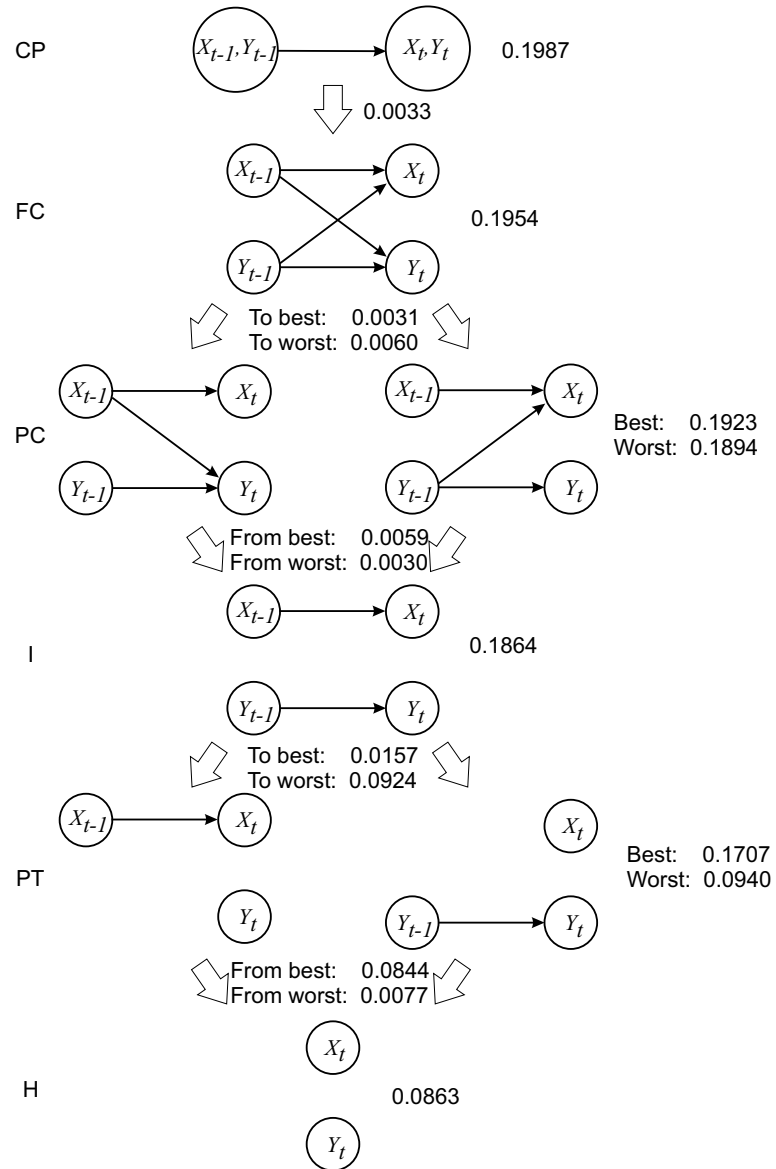 CP X_{t-1},Y_{t-1} X_t,Y_t 0.1987
0.0033
X_{t-1} X_t
FC 0.1954
Y_{t-1} Y_t
To best: 0.0031
To worst: 0.0060
X_{t-1} X_t X_{t-1} X_t
Best: 0.1923
PC
Worst: 0.1894
Y_{t-1} Y_t Y_{t-1} Y_t
From best: 0.0059
From worst: 0.0030
X_{t-1} X_t
I 0.1864
Y_{t-1} Y_t
To best: 0.0157
To worst: 0.0924
X_{t-1} X_t X_t
Best: 0.1707
PT
Worst: 0.0940
Y_t Y_{t-1} Y_t
From best: 0.0844
From worst: 0.0077
X_t
H 0.0863
Y_t